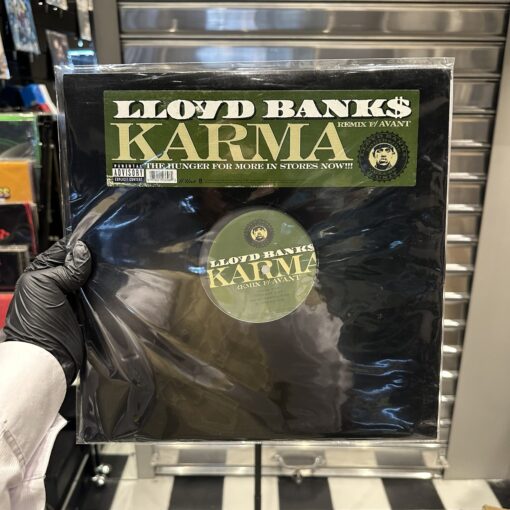 LLOYD BANK$
KARMA
REMIX F/ AVANT
THE HUNGER FOR MORE IN STORES NOW!!!
PARENTAL
ADVISORY
EXPLICIT CONTENT
LLOYD BANK$
KARMA
REMIX F/ AVANT